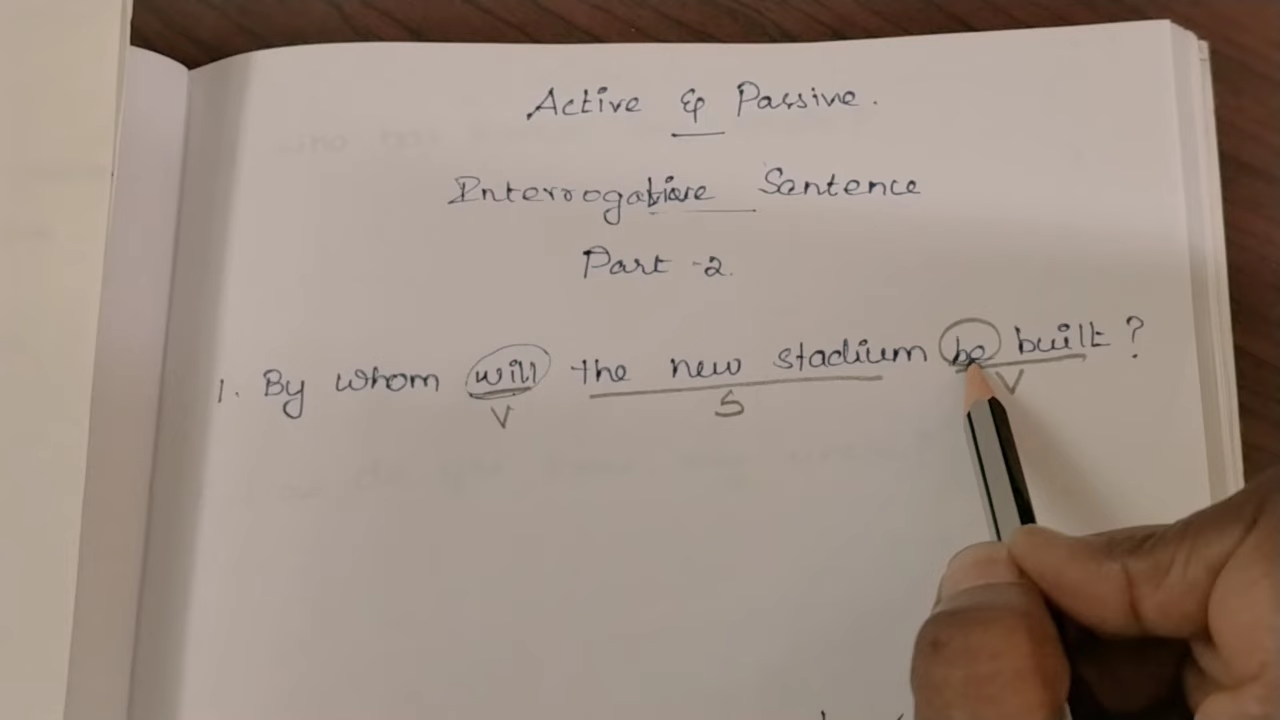 Active & Passive.
Interrogative Sentence
Part - 2.
1. By whom will the new stadium be built?
V S V